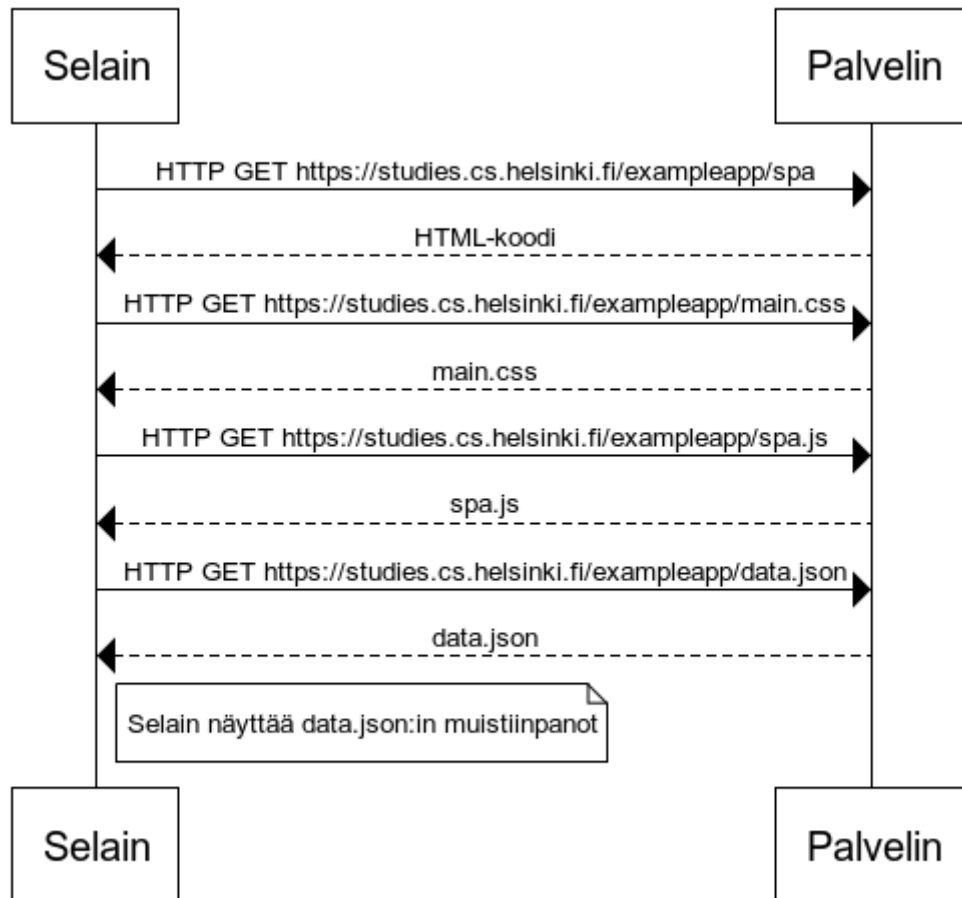 Selain
Palvelin
HTTP GET https://studies.cs.helsinki.fi/exampleapp/spa
HTML-koodi
HTTP GET https://studies.cs.helsinki.fi/exampleapp/main.css
main.css
HTTP GET https://studies.cs.helsinki.fi/exampleapp/spa.js
spa.js
HTTP GET https://studies.cs.helsinki.fi/exampleapp/data.json
data.json
Selain näyttää data.json:in muistiinpanot
Selain
Palvelin